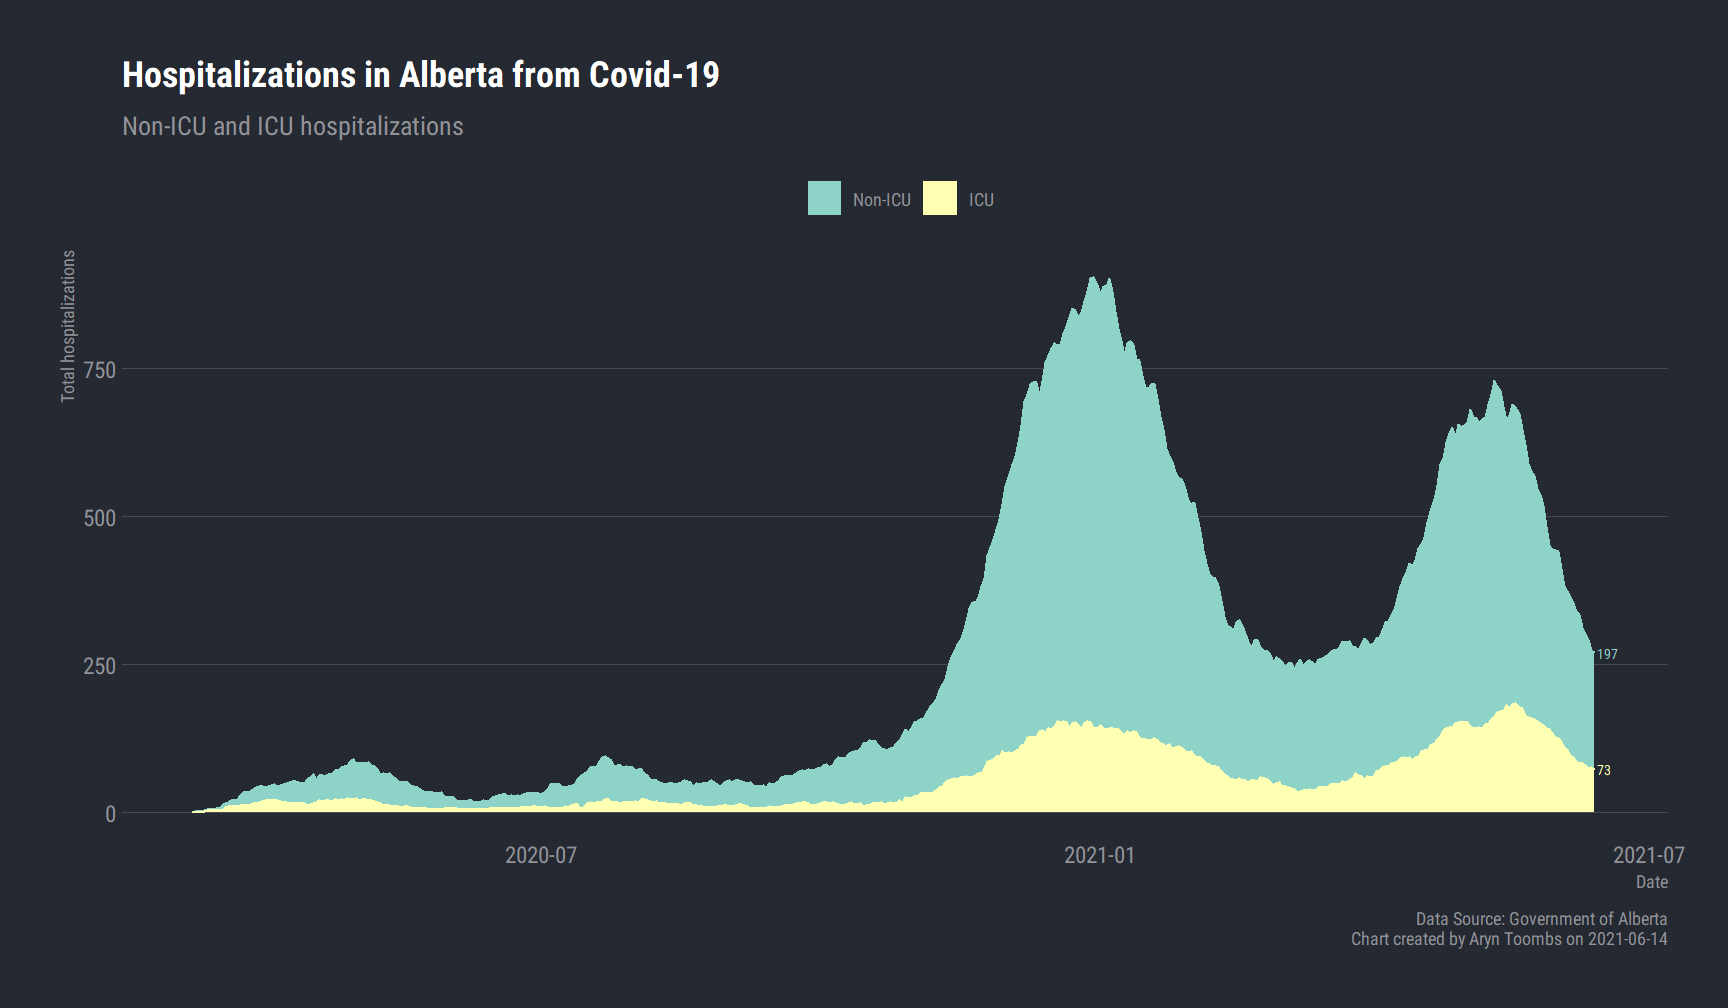 Hospitalizations in Alberta from Covid-19
Non-ICU and ICU hospitalizations
Non-ICU
ICU
Total hospitalizations
750
500
250
0
197
73
2020-07
2021-01
2021-07
Date
Data Source: Government of Alberta
Chart created by Aryn Toombs on 2021-06-14